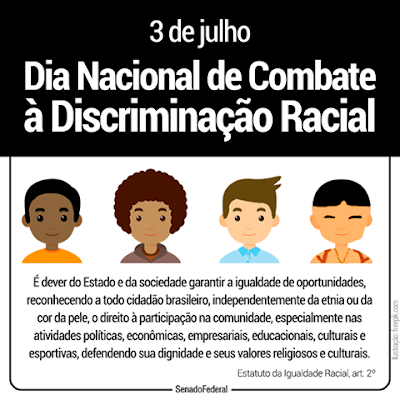 3 de julho
Dia Nacional de Combate
à Discriminação Racial
É dever do Estado e da sociedade garantir a igualdade de oportunidades,
reconhecendo a todo cidadão brasileiro, independentemente da etnia ou da
cor da pele, o direito à participação na comunidade, especialmente nas
atividades políticas, econômicas, empresariais, educacionais, culturais e
esportivas, defendendo sua dignidade e seus valores religiosos e culturais.
Estatuto da Igualdade Racial, art. 2º
SenadoFederal
ilustração: freepik.com